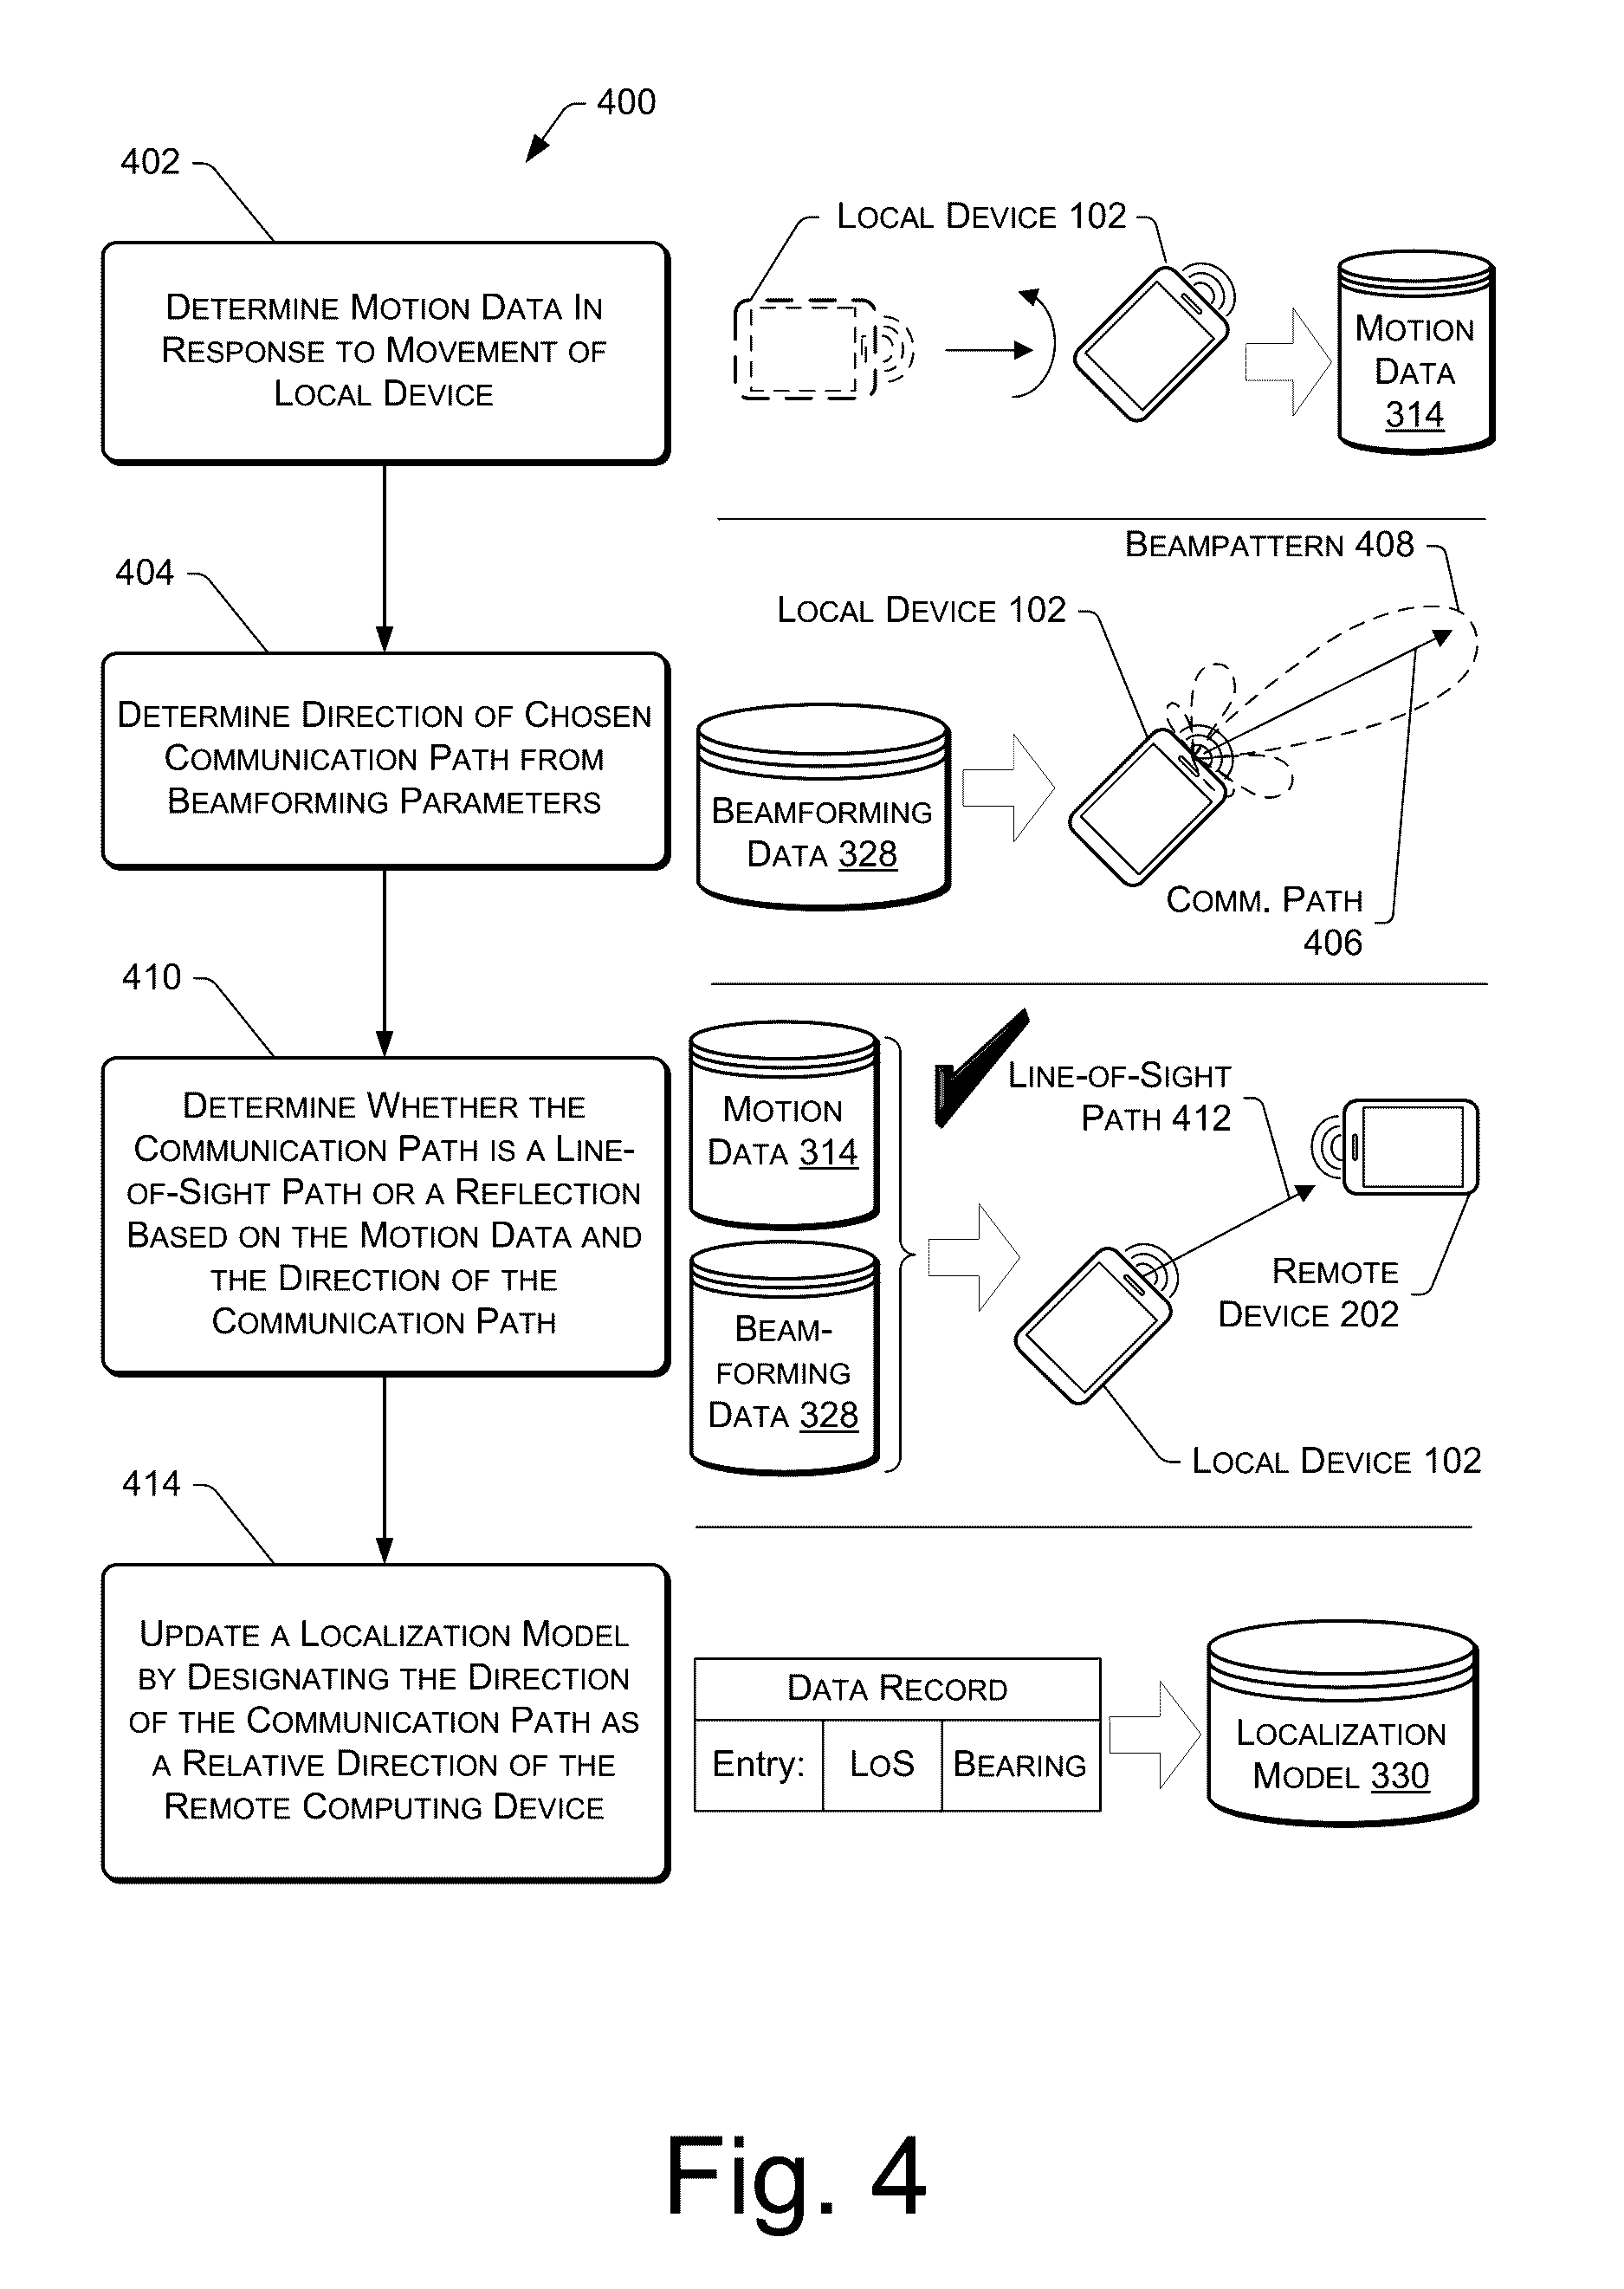 400
402
Determine Motion Data In
Response to Movement of
Local Device
Local Device 102
Motion
Data
314
404
Determine Direction of Chosen
Communication Path from
Beamforming Parameters
Beampattern 408
Local Device 102
Beamforming
Data 328
Comm. Path
406
410
Determine Whether the
Communication Path is a Line-
of-Sight Path or a Reflection
Based on the Motion Data and
the Direction of the
Communication Path
Motion
Data 314
Beam-
forming
Data 328
Line-of-Sight
Path 412
Remote
Device 202
Local Device 102
414
Update a Localization Model
by Designating the Direction
of the Communication Path as
a Relative Direction of the
Remote Computing Device
Data Record
Entry: LoS Bearing
Localization
Model 330
Fig. 4